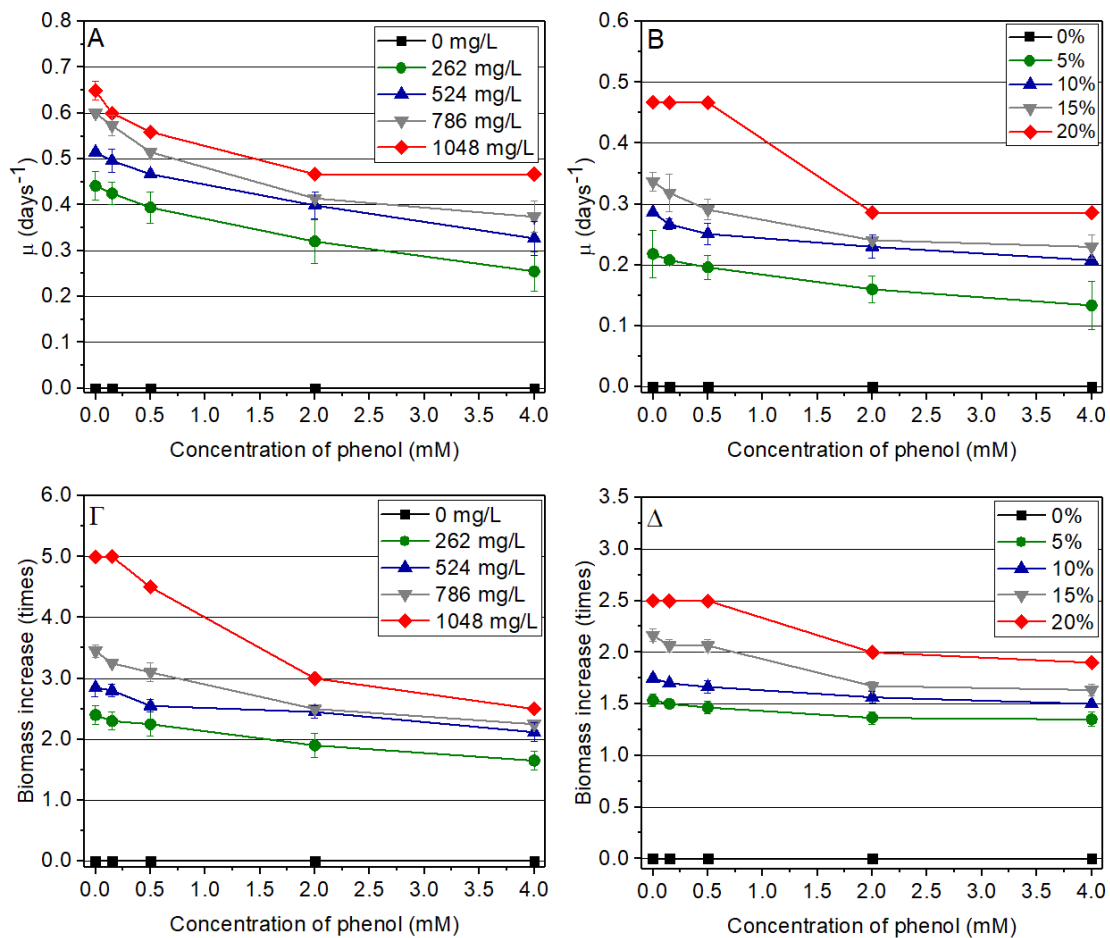 A
0 mg/L
262 mg/L
524 mg/L
786 mg/L
1048 mg/L
0.8
0.7
0.6
0.5
0.4
0.3
0.2
0.1
0.0
μ (days⁻¹)
0.0 0.5 1.0 1.5 2.0 2.5 3.0 3.5 4.0
Concentration of phenol (mM)
B
0%
5%
10%
15%
20%
0.6
0.5
0.4
0.3
0.2
0.1
0.0
μ (days⁻¹)
0.0 0.5 1.0 1.5 2.0 2.5 3.0 3.5 4.0
Concentration of phenol (mM)
Γ
0 mg/L
262 mg/L
524 mg/L
786 mg/L
1048 mg/L
6.0
5.0
4.0
3.0
2.0
1.0
0.0
Biomass increase (times)
0.0 0.5 1.0 1.5 2.0 2.5 3.0 3.5 4.0
Concentration of phenol (mM)
Δ
0%
5%
10%
15%
20%
3.5
3.0
2.5
2.0
1.5
1.0
0.5
0.0
Biomass increase (times)
0.0 0.5 1.0 1.5 2.0 2.5 3.0 3.5 4.0
Concentration of phenol (mM)